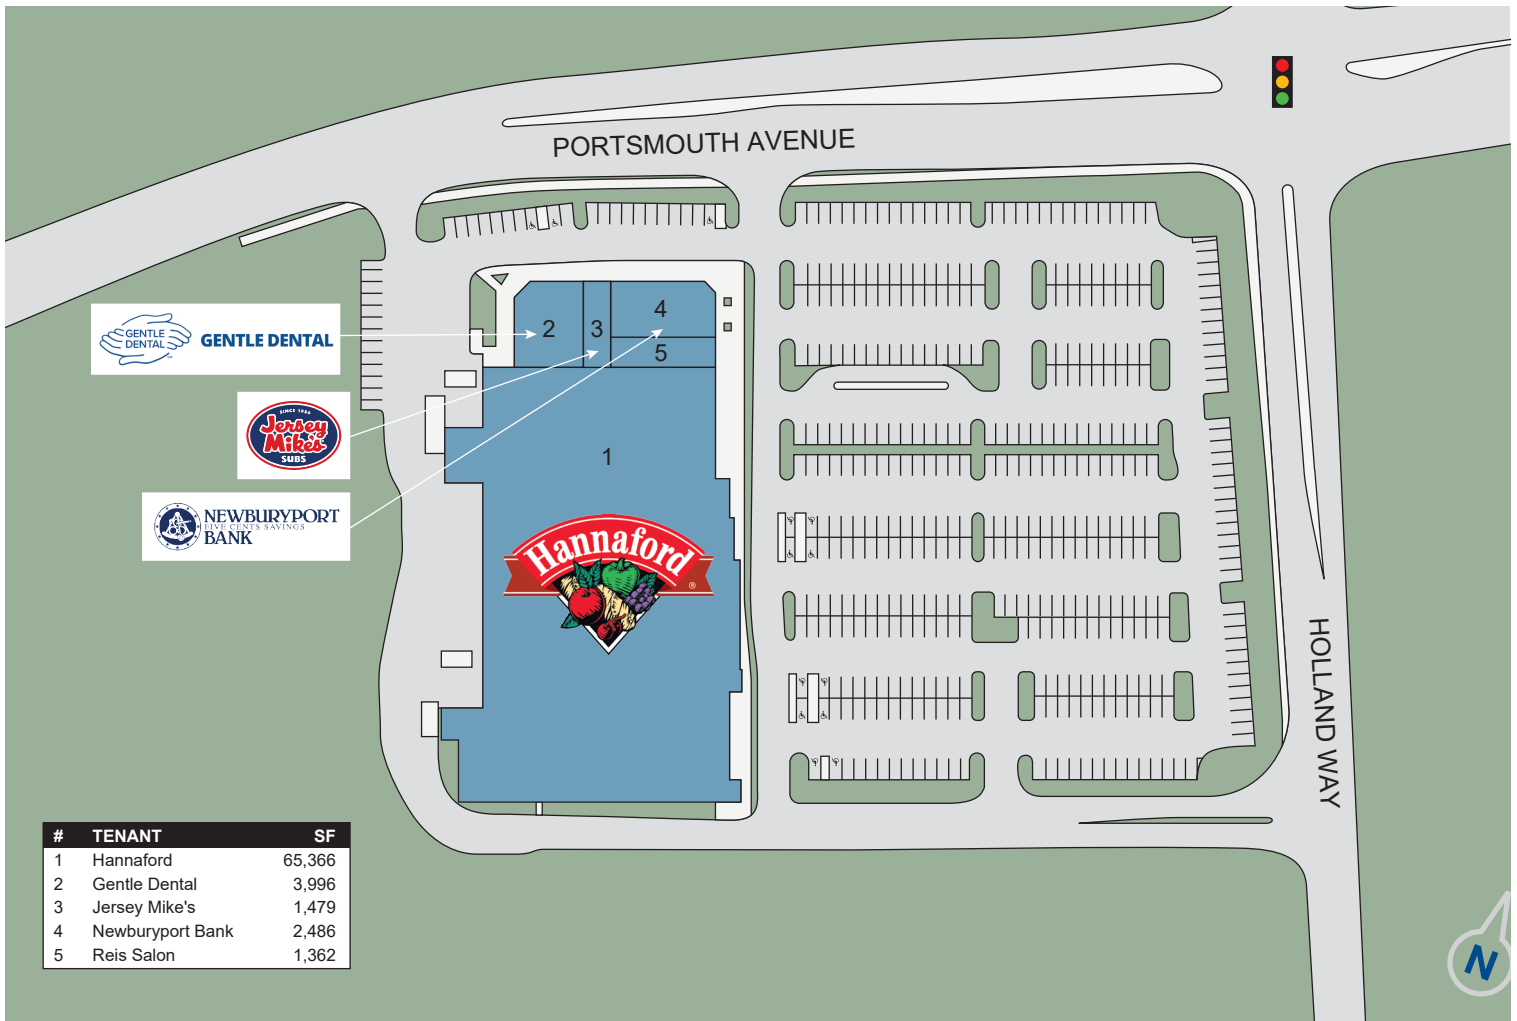 PORTSMOUTH AVENUE
GENTLE
DENTAL
GENTLE DENTAL
2
3
4
5
SINCE 1956
Jersey
Mike's
SUBS
1
NEWBURYPORT
FIVE CENTS SAVINGS
BANK
Hannaford
®
HOLLAND WAY
# TENANT SF
1 Hannaford 65,366
2 Gentle Dental 3,996
3 Jersey Mike's 1,479
4 Newburyport Bank 2,486
5 Reis Salon 1,362
N